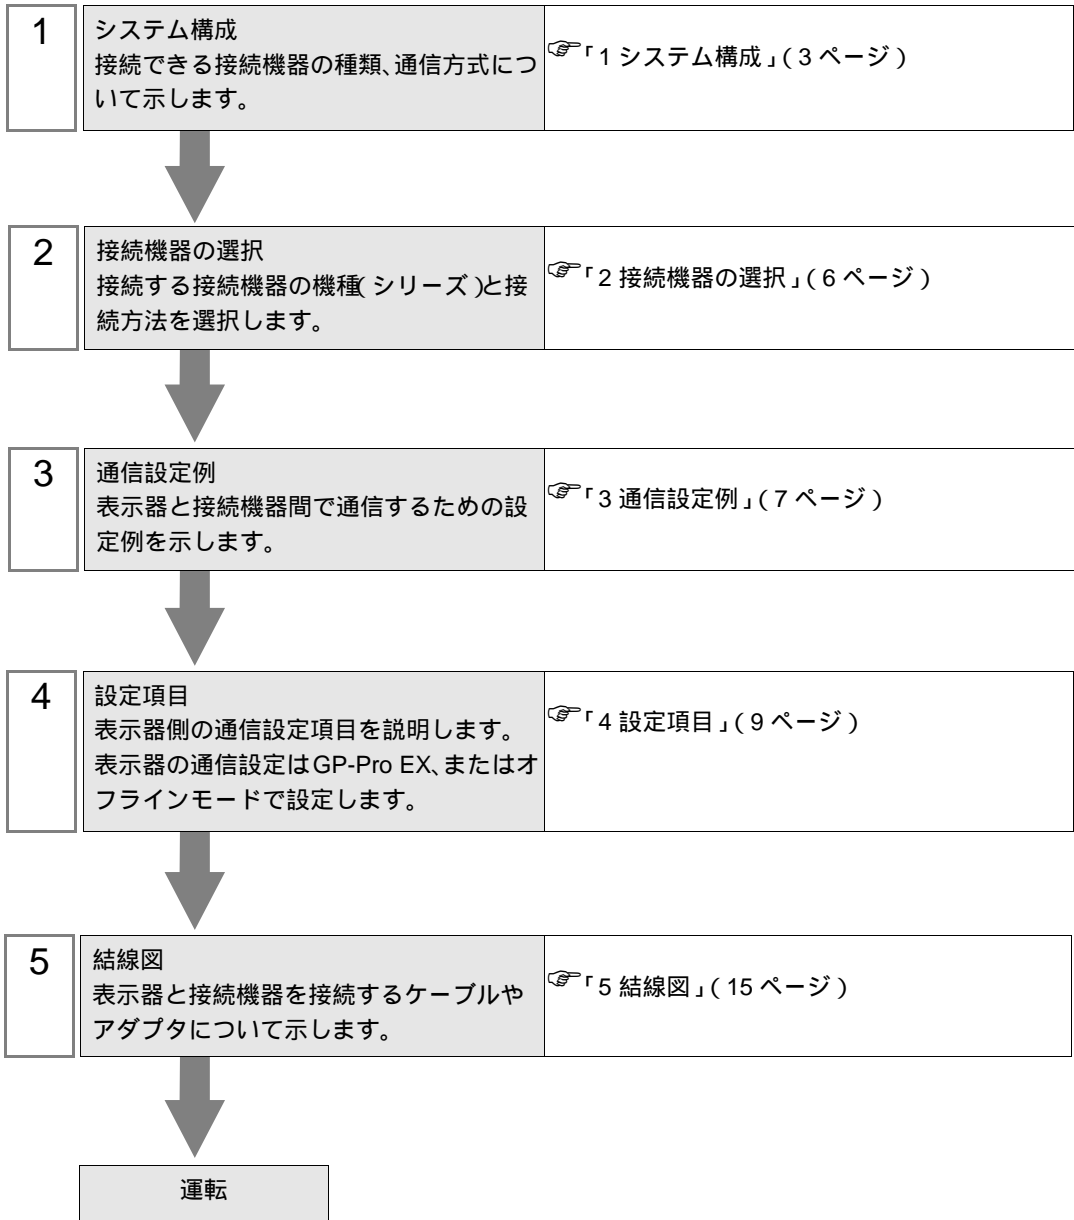 1
システム構成
接続できる接続機器の種類、通信方式につ
いて示します。
☞「1 システム構成」(3 ページ)
2
接続機器の選択
接続する接続機器の機種(シリーズ)と接
続方法を選択します。
☞「2 接続機器の選択」(6 ページ)
3
通信設定例
表示器と接続機器間で通信するための設
定例を示します。
☞「3 通信設定例」(7 ページ)
4
設定項目
表示器側の通信設定項目を説明します。
表示器の通信設定はGP-Pro EX、またはオ
フラインモードで設定します。
☞「4 設定項目」(9 ページ)
5
結線図
表示器と接続機器を接続するケーブルや
アダプタについて示します。
☞「5 結線図」(15 ページ)
運転